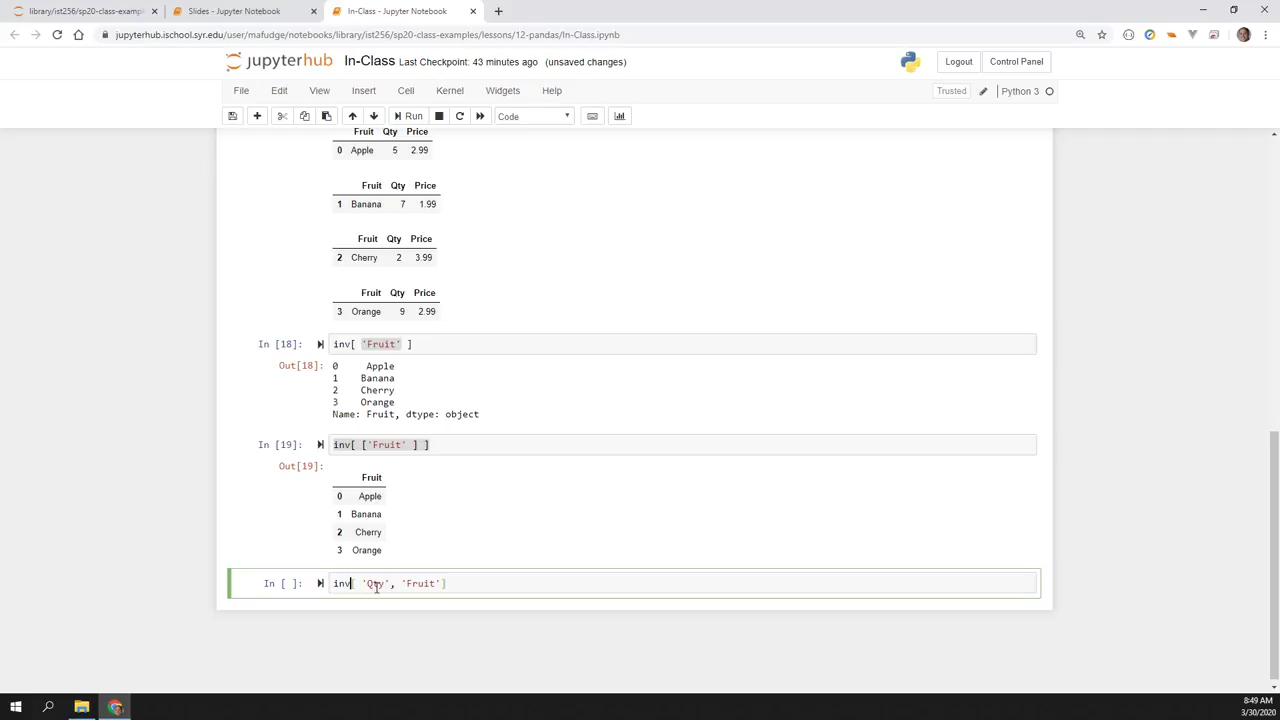 library/ist256/sp20-class-exampl
Slides - Jupyter Notebook
In-Class - Jupyter Notebook
jupyterhub.ischool.syr.edu/user/mafudge/notebooks/library/ist256/sp20-class-examples/lessons/12-pandas/In-Class.ipynb
jupyterhub In-Class Last Checkpoint: 43 minutes ago (unsaved changes) Logout Control Panel
File Edit View Insert Cell Kernel Widgets Help Trusted Python 3
Run Code
Fruit Qty Price
0 Apple 5 2.99
Fruit Qty Price
1 Banana 7 1.99
Fruit Qty Price
2 Cherry 2 3.99
Fruit Qty Price
3 Orange 9 2.99
In [18]: inv[ 'Fruit' ]
Out[18]: 0 Apple
1 Banana
2 Cherry
3 Orange
Name: Fruit, dtype: object
In [19]: inv[ ['Fruit' ] ]
Out[19]:
Fruit
0 Apple
1 Banana
2 Cherry
3 Orange
In [ ]: inv[ 'Qty', 'Fruit']
8:49 AM
3/30/2020